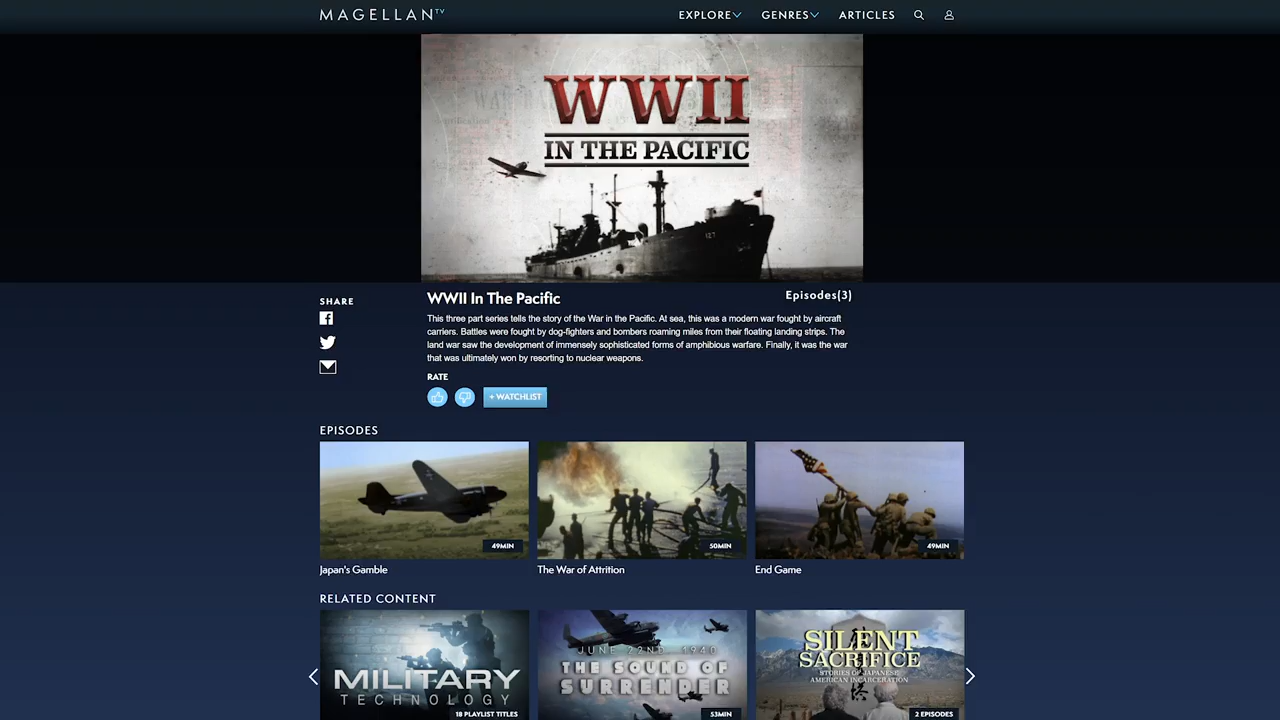 MAGELLANTV
EXPLORE
GENRES
ARTICLES
WWII
IN THE PACIFIC
127
SHARE
WWII In The Pacific
Episodes(3)
This three part series tells the story of the War in the Pacific. At sea, this was a modern war fought by aircraft
carriers. Battles were fought by dog-fighters and bombers roaming miles from their floating landing strips. The
land war saw the development of immensely sophisticated forms of amphibious warfare. Finally, it was the war
that was ultimately won by resorting to nuclear weapons.
RATE
+ WATCHLIST
EPISODES
49MIN
50MIN
49MIN
Japan's Gamble
The War of Attrition
End Game
RELATED CONTENT
MILITARY
TECHNOLOGY
18 PLAYLIST TITLES
JUNE 22ND, 1940
THE SOUND OF
SURRENDER
53MIN
SILENT
SACRIFICE
STORIES OF JAPANESE
AMERICAN INCARCERATION
2 EPISODES